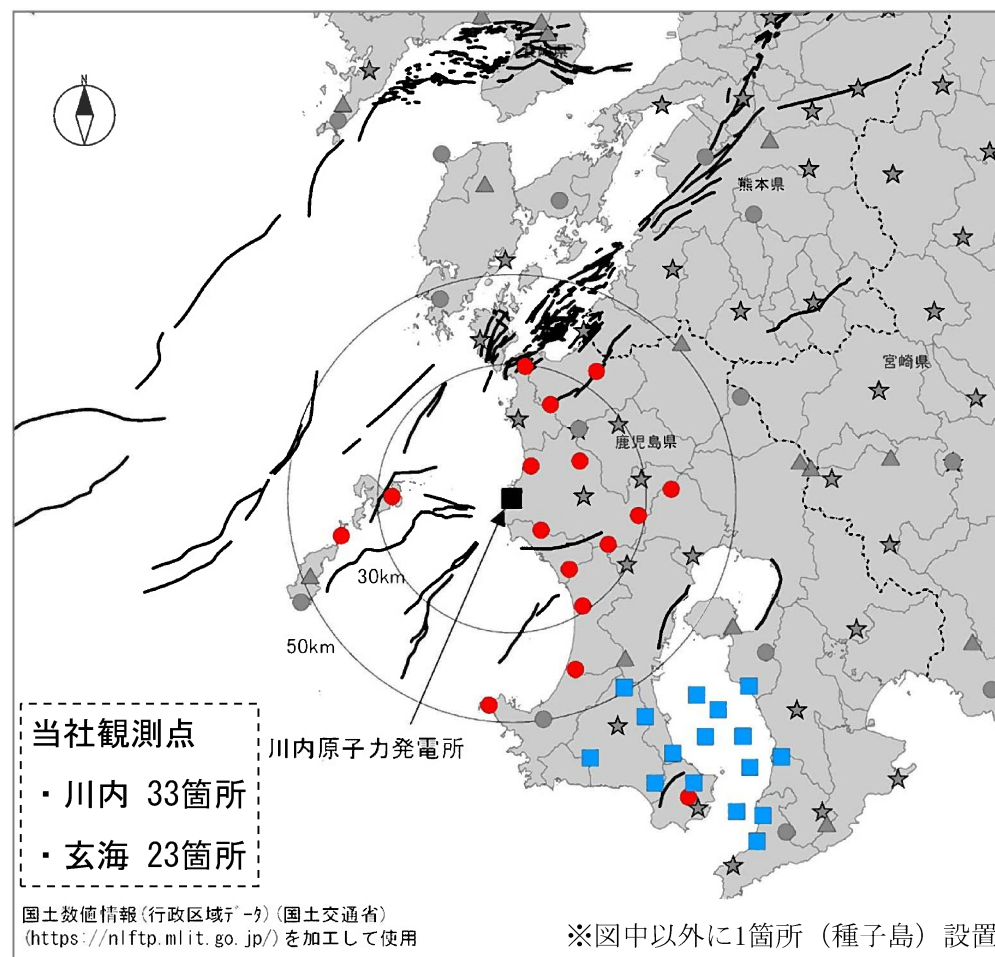 N
熊本県
宮崎県
鹿児島県
30km
50km
川内原子力発電所
当社観測点
・川内 33箇所
・玄海 23箇所
国土数値情報(行政区域ﾃﾞｰﾀ)(国土交通省)
(https://nlftp.mlit.go.jp/)を加工して使用
※図中以外に1箇所（種子島）設置